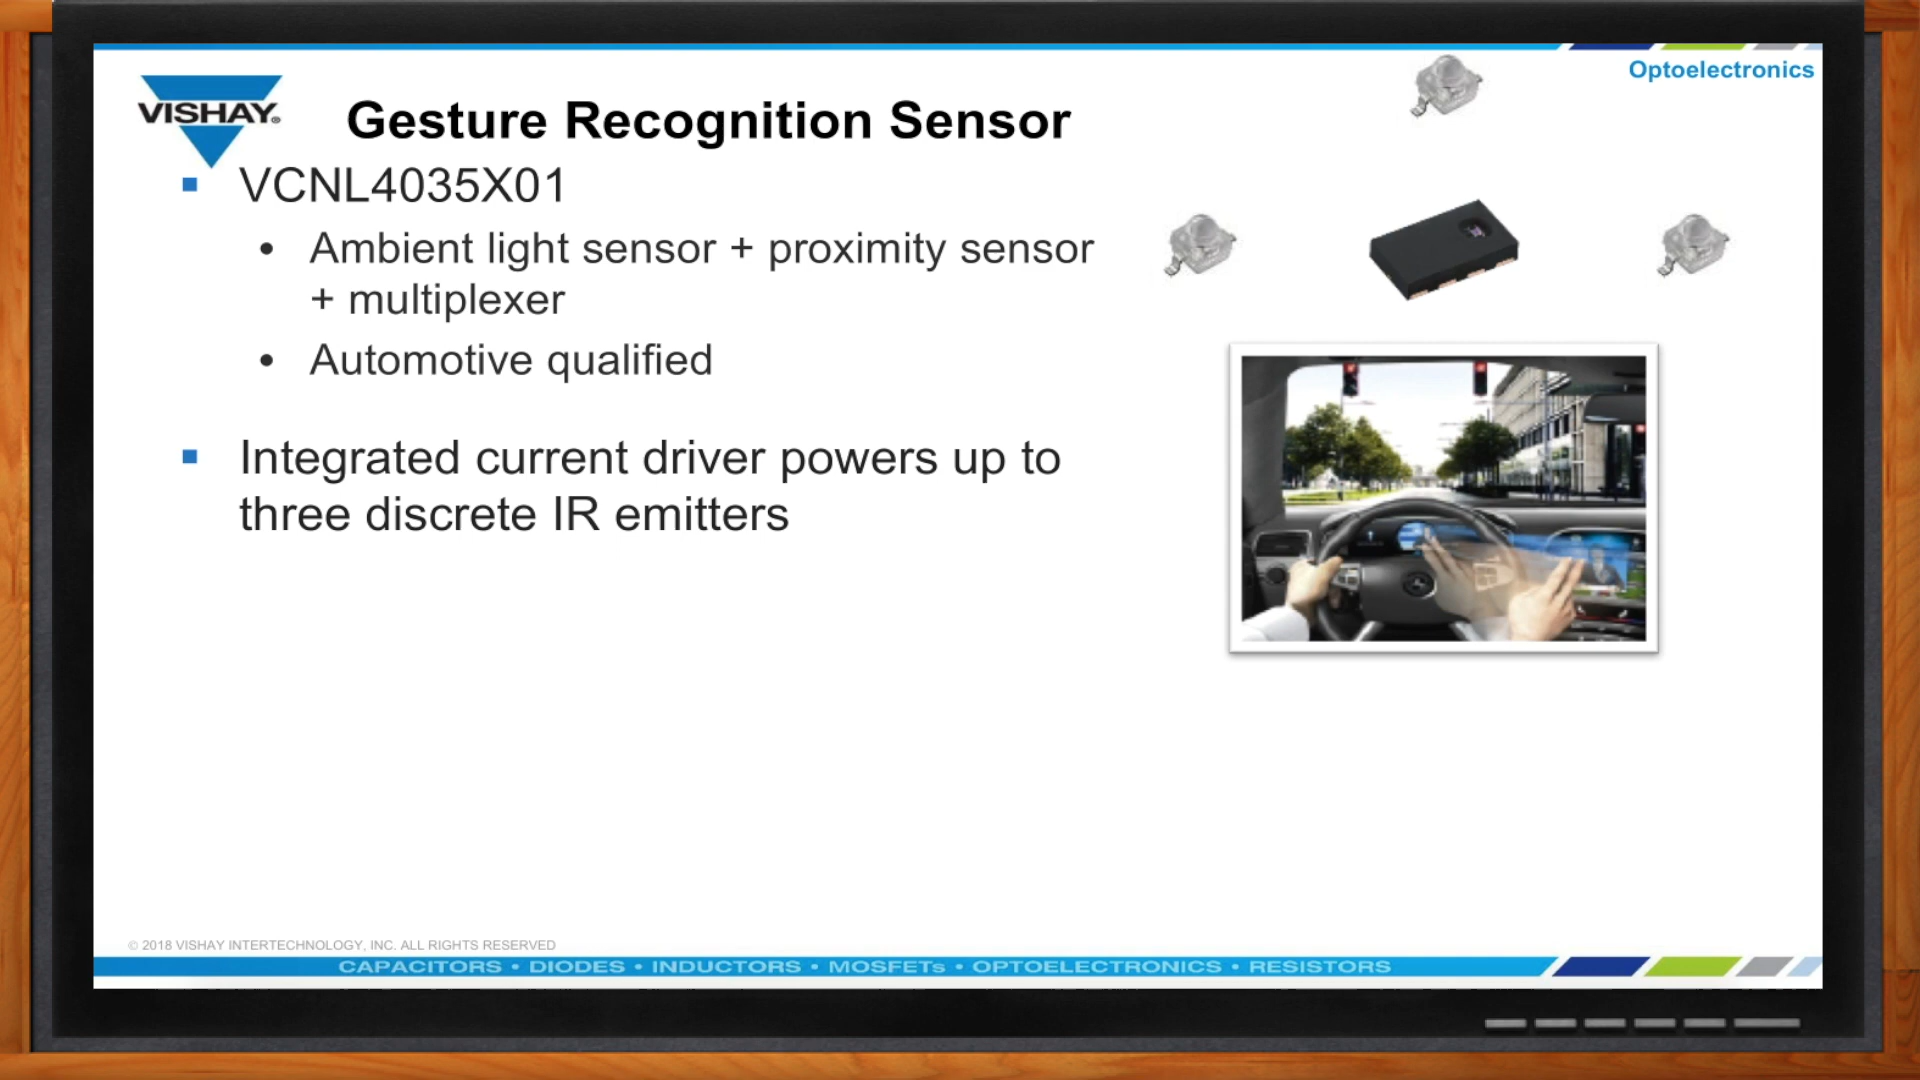 Optoelectronics
VISHAY®
Gesture Recognition Sensor
▪ VCNL4035X01
• Ambient light sensor + proximity sensor
+ multiplexer
• Automotive qualified
▪ Integrated current driver powers up to
three discrete IR emitters
© 2018 VISHAY INTERTECHNOLOGY, INC. ALL RIGHTS RESERVED
CAPACITORS • DIODES • INDUCTORS • MOSFETs • OPTOELECTRONICS • RESISTORS